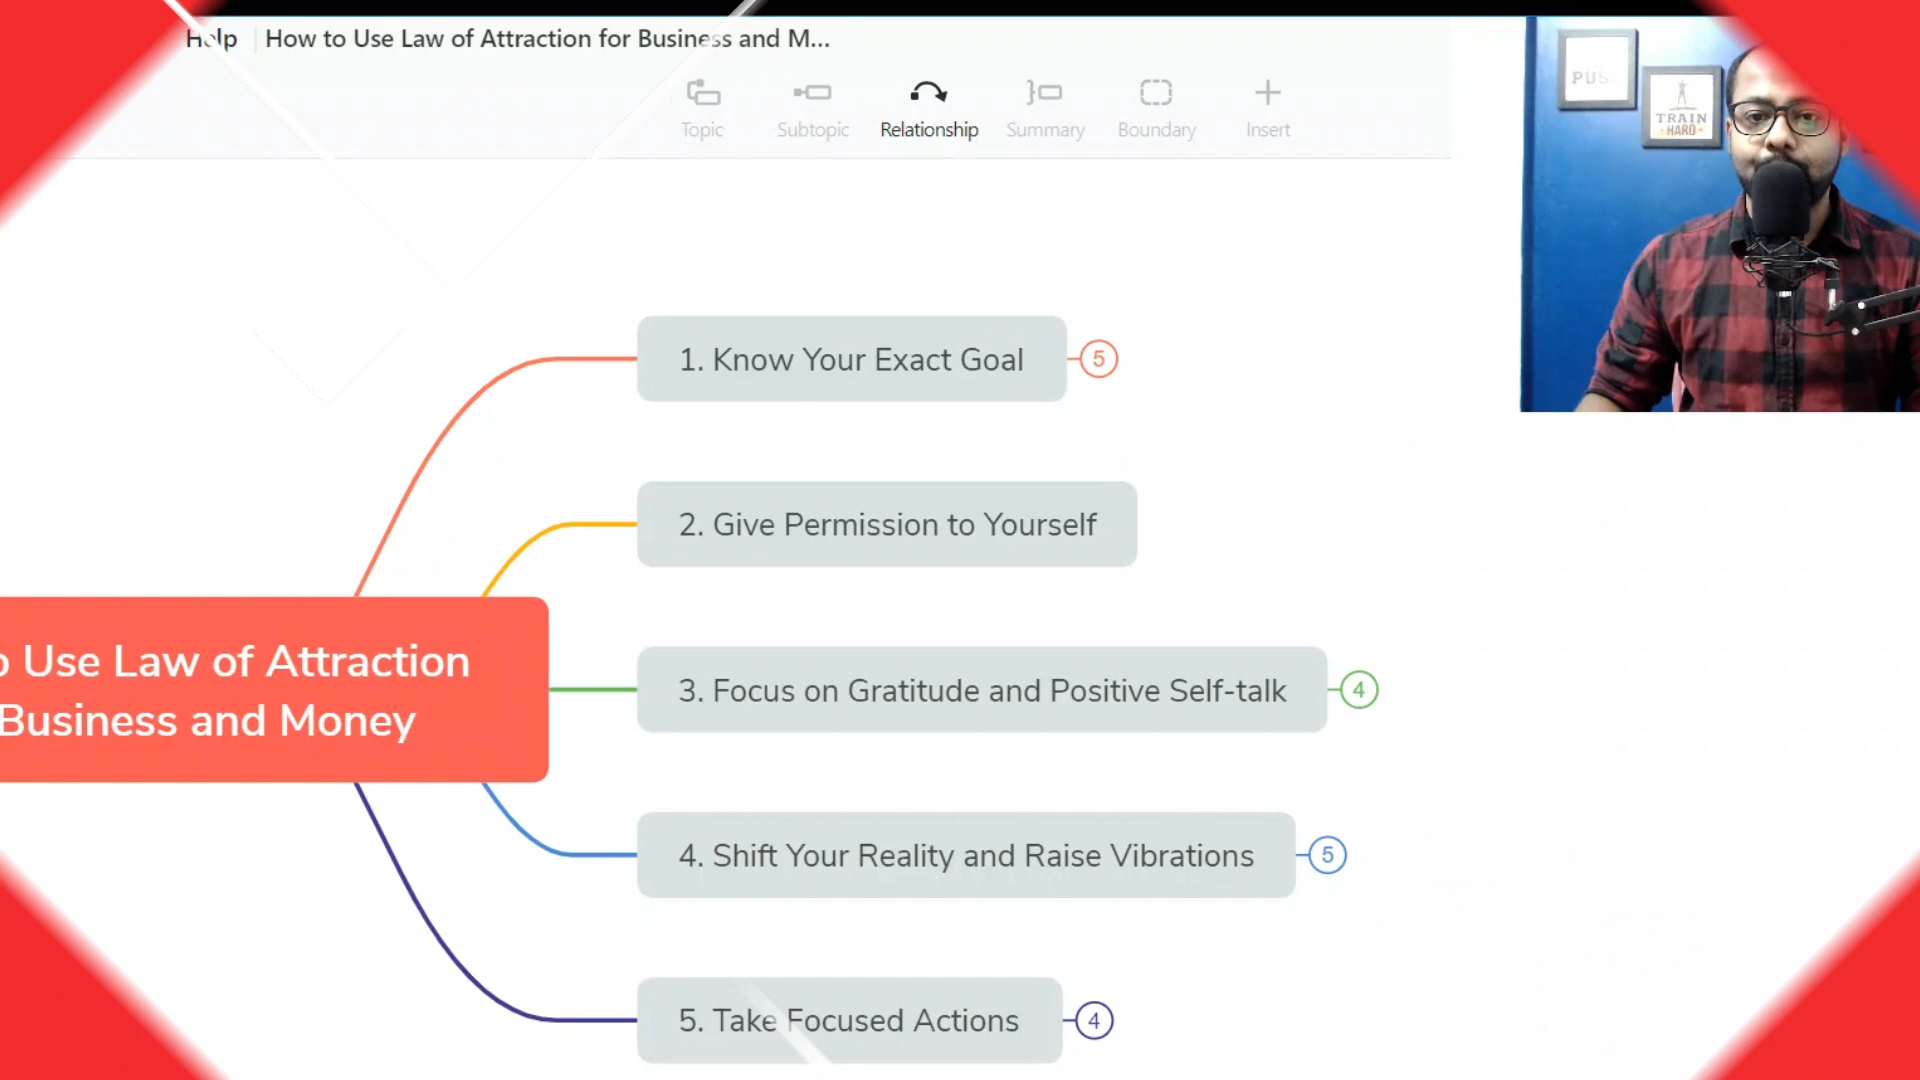 Help
How to Use Law of Attraction for Business and M...
Topic
Subtopic
Relationship
Summary
Boundary
Insert
TRAIN
HARD
1. Know Your Exact Goal
5
2. Give Permission to Yourself
Use Law of Attraction
Business and Money
3. Focus on Gratitude and Positive Self-talk
4
4. Shift Your Reality and Raise Vibrations
5
5. Take Focused Actions
4